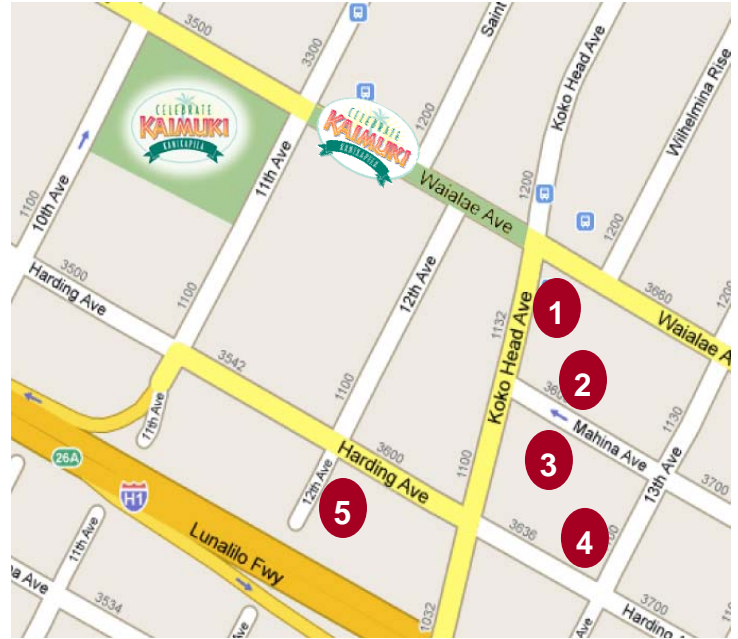 3500
3300
Saint
Koko Head Ave
Wilhelmina Rise
1200
CELEBRATE
KAIMUKI
KANIKAPILA
CELEBRATE
KAIMUKI
KANIKAPILA
1100
10th Ave
11th Ave
Waialae Ave
1200
1200
Harding Ave
3500
1100
12th Ave
1132
Koko Head Ave
1
3660
Waialae A
1200
3542
1100
2
11th Ave
Harding Ave
3600
1100
Mahina Ave
1130
3
13th Ave
3700
26A
H1
12th Ave
5
3636
4
Lunalilo Fwy
11th Ave
Ave
3534
1032
3700
Harding